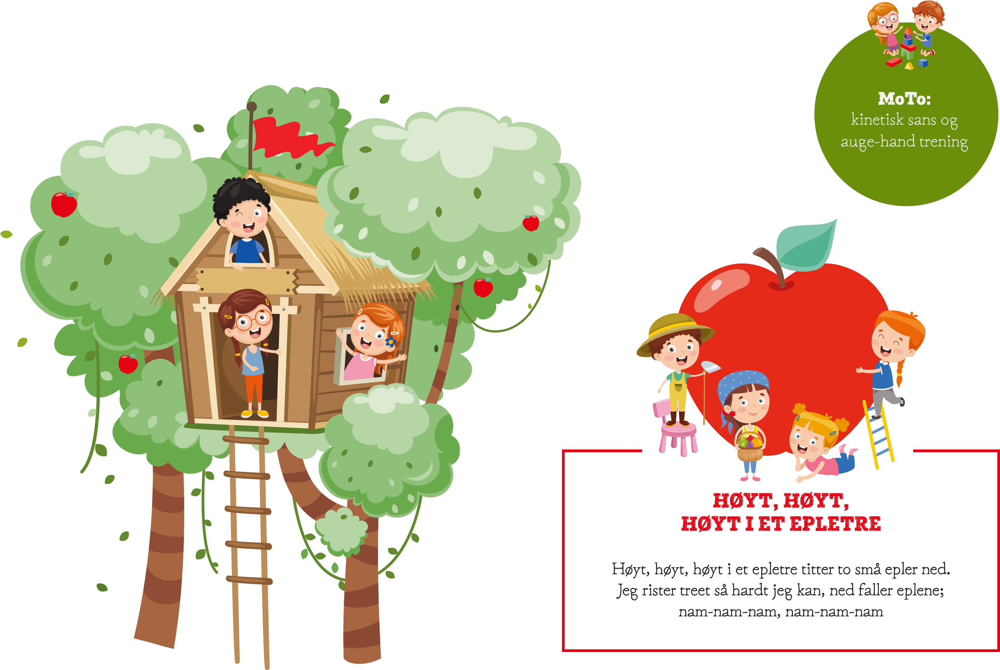 MoTo:
kinetisk sans og
auge-hand trening
HØYT, HØYT,
HØYT I ET EPLETRE
Høyt, høyt, høyt i et epletre titter to små epler ned.
Jeg rister treet så hardt jeg kan, ned faller eplene;
nam-nam-nam, nam-nam-nam